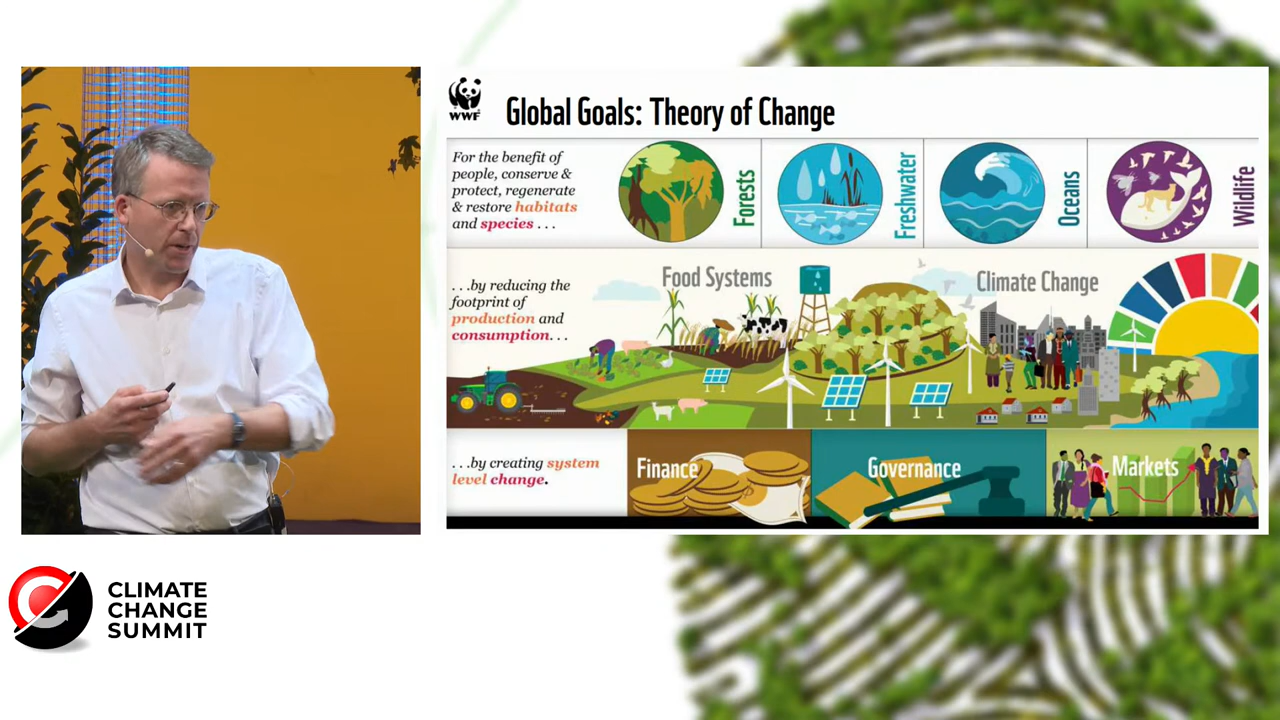 WWF
Global Goals: Theory of Change
For the benefit of
people, conserve &
protect, regenerate
& restore habitats
and species . . .
Forests
Freshwater
Oceans
Wildlife
. . .by reducing the
footprint of
production and
consumption. . .
Food Systems
Climate Change
. . .by creating system
level change.
Finance
Governance
Markets
CLIMATE
CHANGE
SUMMIT